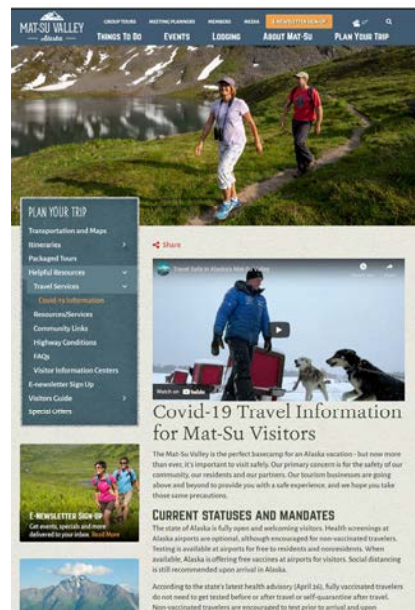 MAT-SU VALLEY
Alaska
GROUP TOURS MEETING PLANNERS MEMBERS MEDIA E-NEWSLETTER SIGN UP
THINGS TO DO EVENTS LODGING ABOUT MAT-SU PLAN YOUR TRIP
PLAN YOUR TRIP
Transportation and Maps
Itineraries
Packaged Tours
Helpful Resources
Travel Services
Covid-19 Information
Resources/Services
Community Links
Highway Conditions
FAQs
Visitor Information Centers
E-newsletter Sign Up
Visitors Guide
Special Offers
E-NEWSLETTER SIGN-UP
Get events, specials and more
delivered to your inbox Read More
Share
Travel Safe in Alaska's Mat-Su Valley
Watch on YouTube
Covid-19 Travel Information
for Mat-Su Visitors
The Mat-Su Valley is the perfect basecamp for an Alaska vacation - but now more
than ever, it's important to visit safely. Our primary concern is for the safety of our
community, our residents and our partners. Our tourism businesses are going
above and beyond to provide you with a safe experience, and we hope you take
those same precautions.
CURRENT STATUSES AND MANDATES
The state of Alaska is fully open and welcoming visitors. Health screenings at
Alaska airports are optional, although encouraged for non-vaccinated travelers.
Testing is available at airports for free to residents and nonresidents. When
available, Alaska is offering free vaccines at airports for visitors. Social distancing
is still recommended upon arrival in Alaska.
According to the state's latest health advisory (April 26), fully vaccinated travelers
do not need to get tested before or after travel or self-quarantine after travel.
Non-vaccinated travelers are encouraged to test prior to arrival and upon